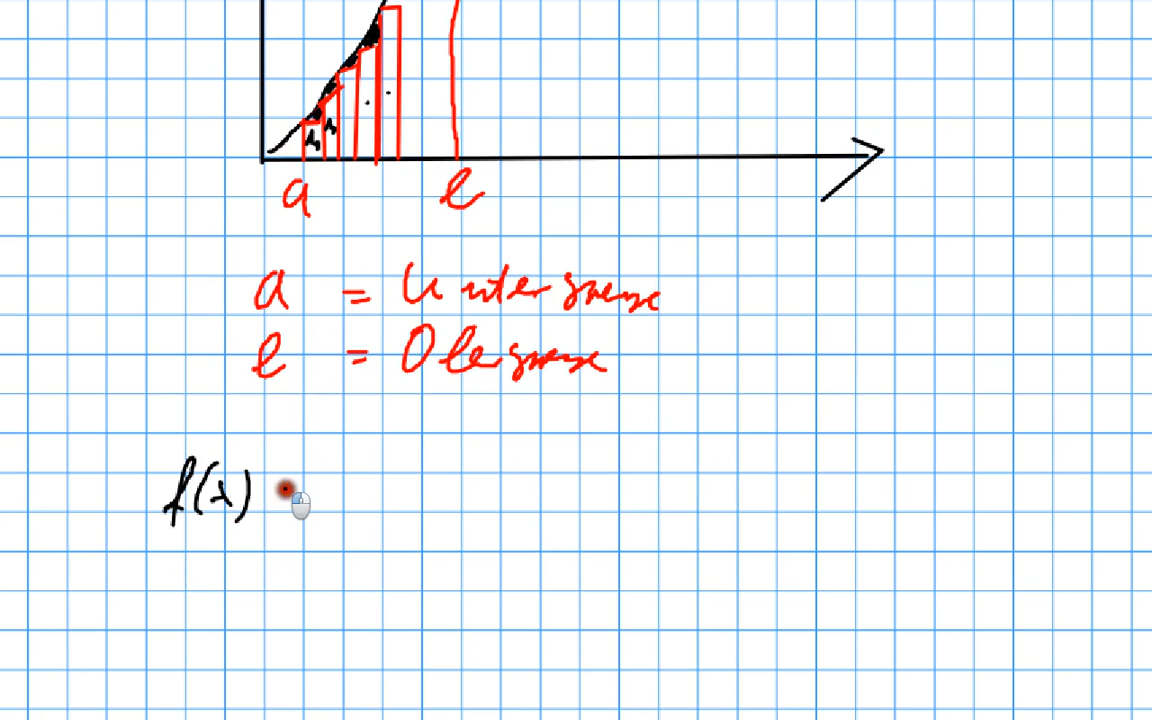 a b
a = Untergrenze
b = Obergrenze
f(x)